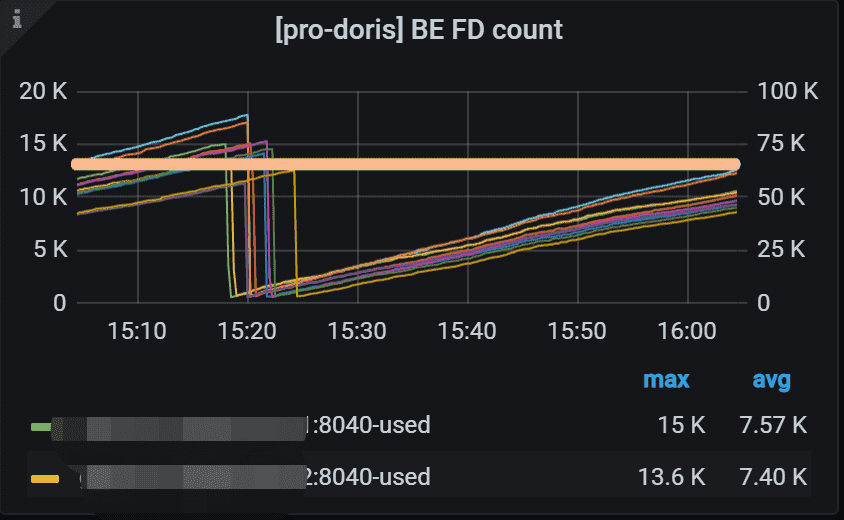 i
[pro-doris] BE FD count
20 K 100 K
15 K 75 K
10 K 50 K
5 K 25 K
0 0
15:10 15:20 15:30 15:40 15:50 16:00
max avg
:8040-used 15 K 7.57 K
2:8040-used 13.6 K 7.40 K